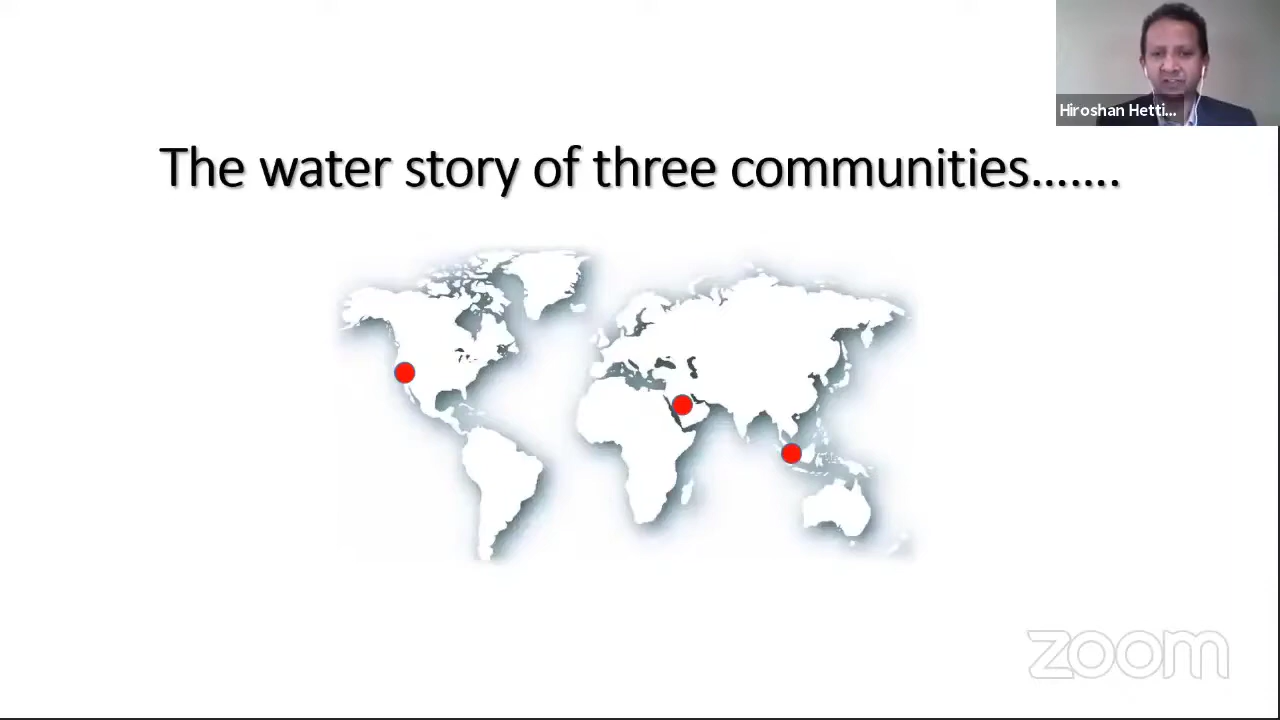 Hiroshan Hetti...
The water story of three communities.......
zoom